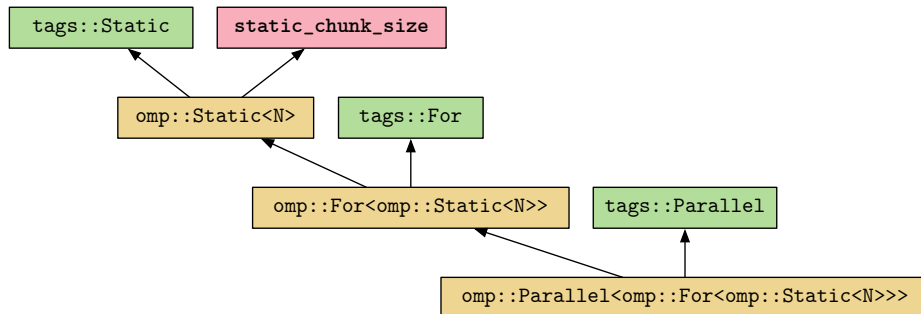 tags::Static
static_chunk_size
omp::Static<N>
tags::For
omp::For<omp::Static<N>>
tags::Parallel
omp::Parallel<omp::For<omp::Static<N>>>